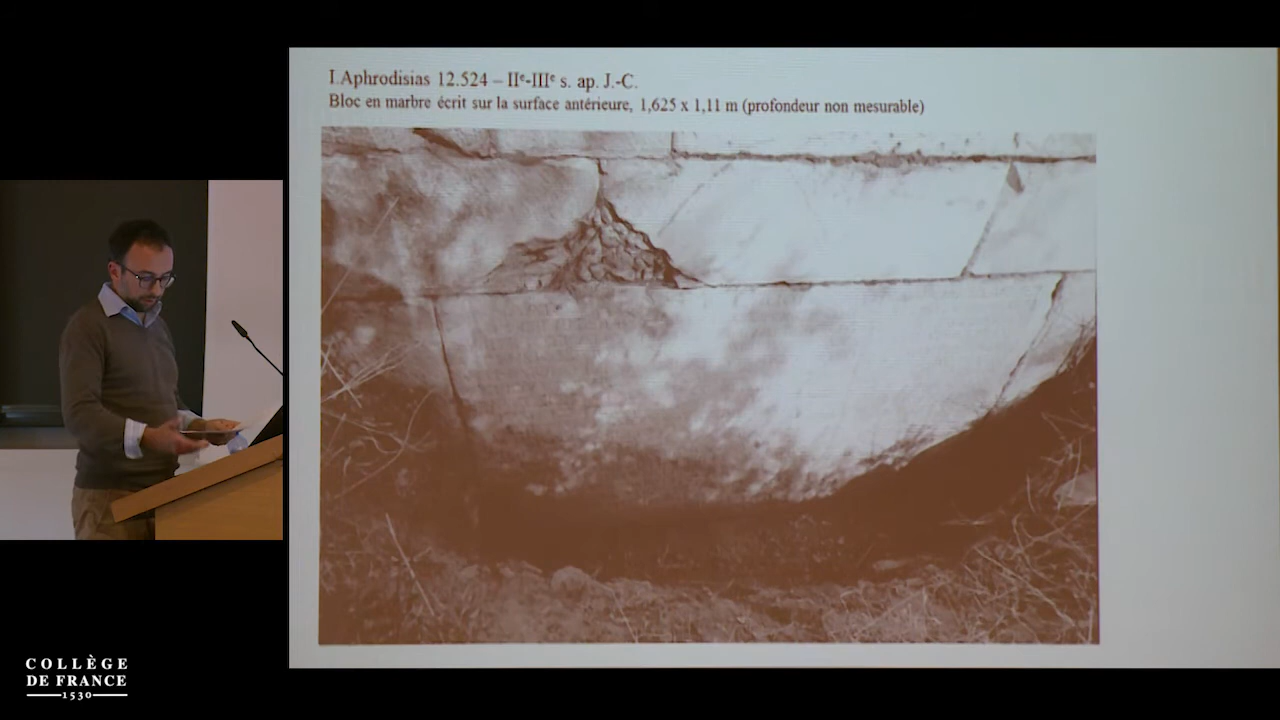 I.Aphrodisias 12.524 – IIᵉ-IIIᵉ s. ap. J.-C.
Bloc en marbre écrit sur la surface antérieure, 1,625 x 1,11 m (profondeur non mesurable)
COLLÈGE
DE FRANCE
1530